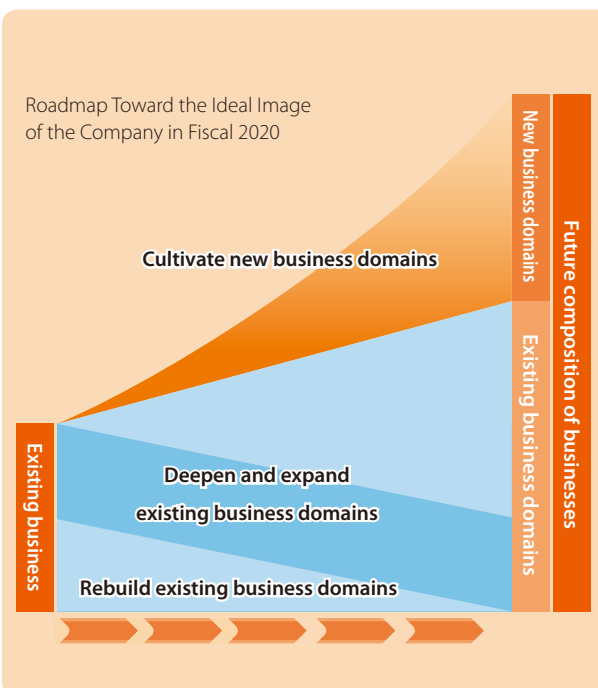 Roadmap Toward the Ideal Image
of the Company in Fiscal 2020
Cultivate new business domains
New business domains
Future composition of businesses
Existing business domains
Existing business
Deepen and expand
existing business domains
Rebuild existing business domains